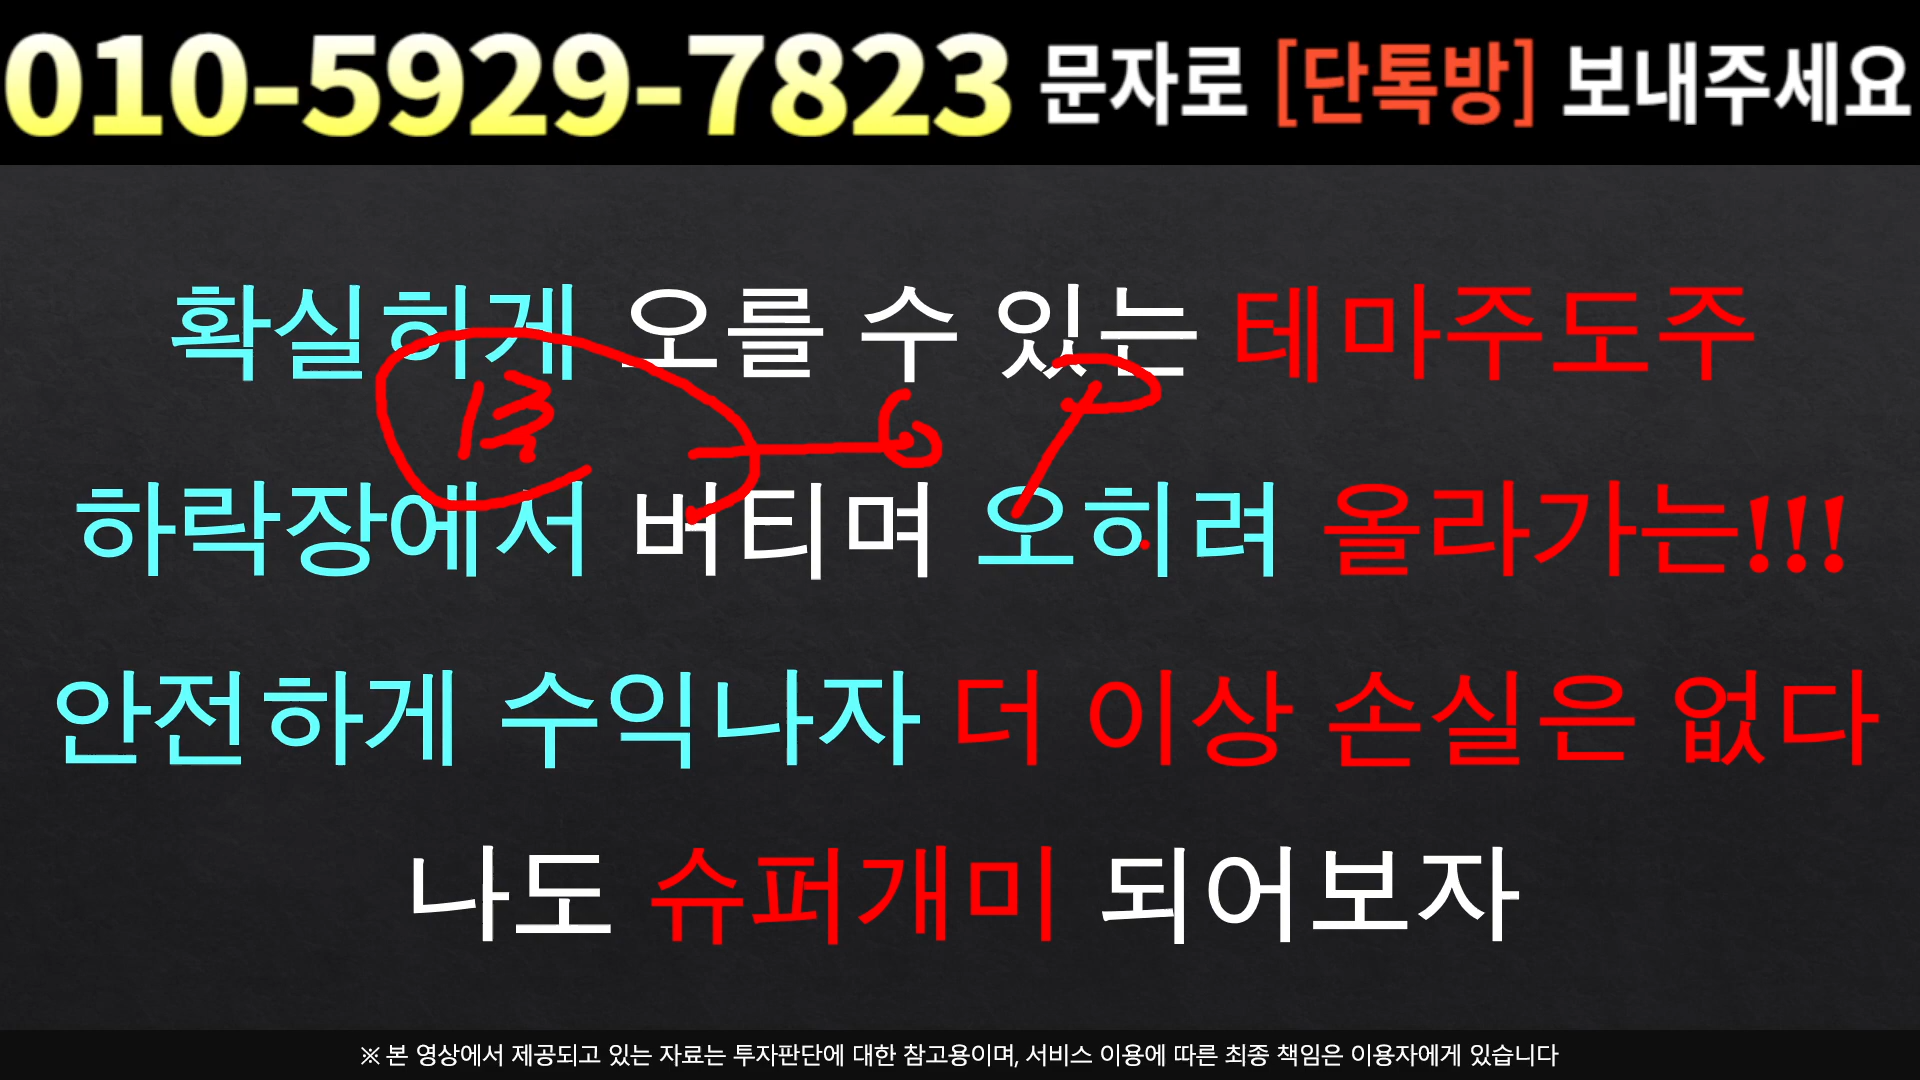 010-5929-7823 문자로 [단톡방] 보내주세요
확실하게 오를 수 있는 테마주도주
13
하락장에서 버티며 오히려 올라가는!!!
안전하게 수익나자 더 이상 손실은 없다
나도 슈퍼개미 되어보자
※ 본 영상에서 제공되고 있는 자료는 투자판단에 대한 참고용이며, 서비스 이용에 따른 최종 책임은 이용자에게 있습니다